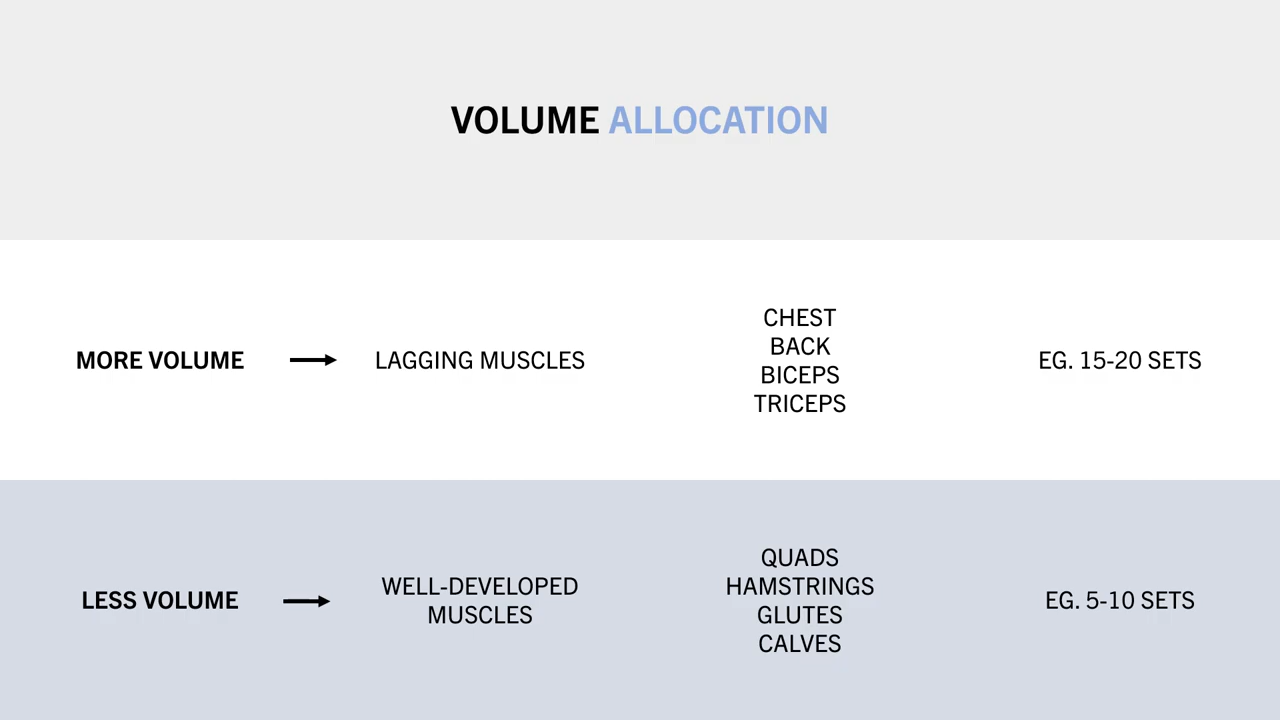 VOLUME ALLOCATION
MORE VOLUME
LAGGING MUSCLES
CHEST
BACK
BICEPS
TRICEPS
EG. 15-20 SETS
LESS VOLUME
WELL-DEVELOPED
MUSCLES
QUADS
HAMSTRINGS
GLUTES
CALVES
EG. 5-10 SETS